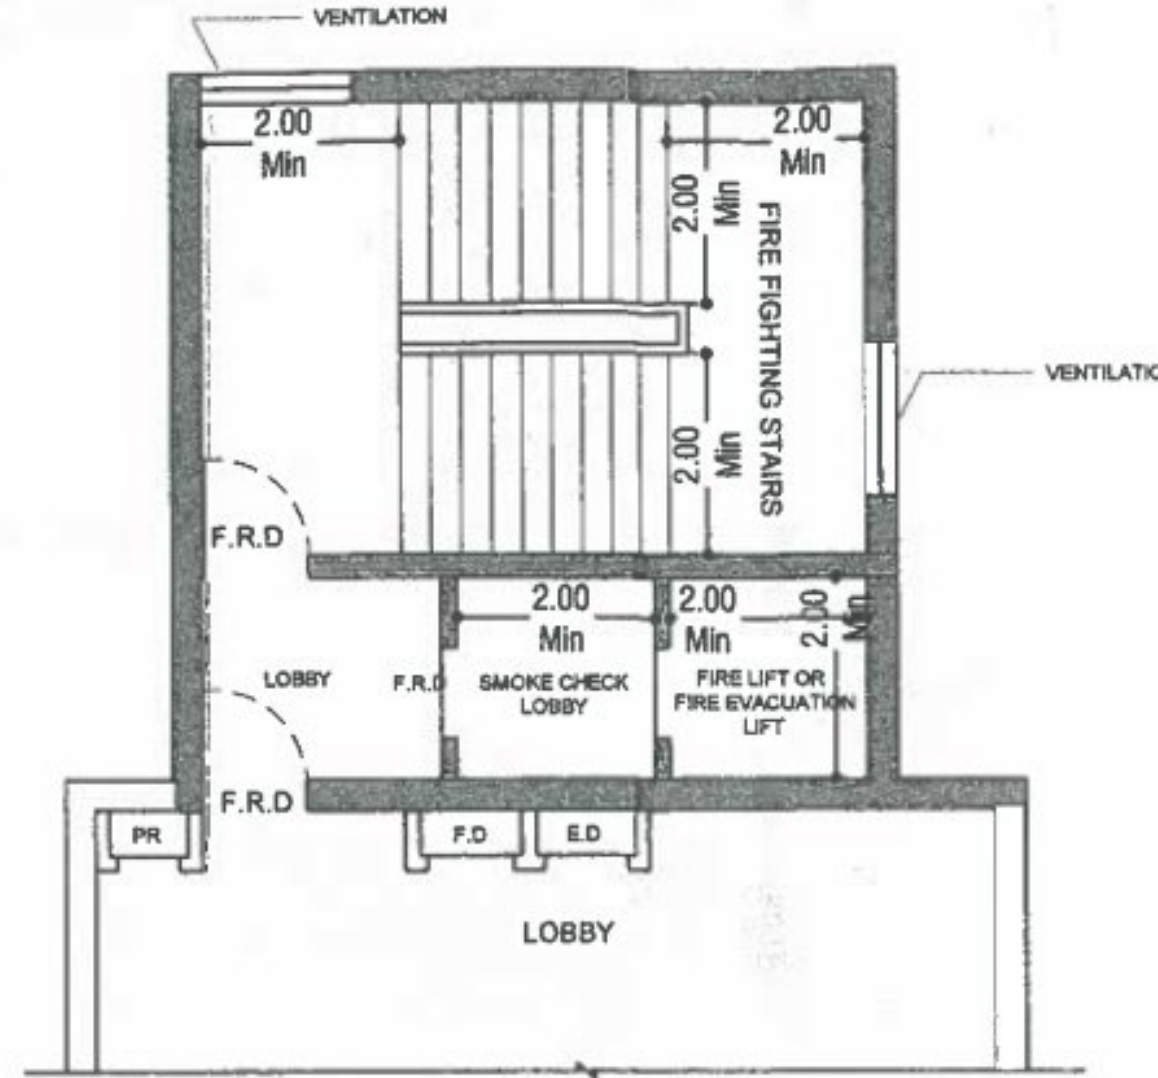 VENTILATION
2.00
Min
2.00
Min
2.00
Min
FIRE FIGHTING STAIRS
VENTILATIO
2.00
Min
F.R.D
2.00
Min
2.00
Min
2.00
Min
LOBBY
F.R.D
SMOKE CHECK
LOBBY
FIRE LIFT OR
FIRE EVACUATION
LIFT
F.R.D
PR
F.D
E.D
LOBBY